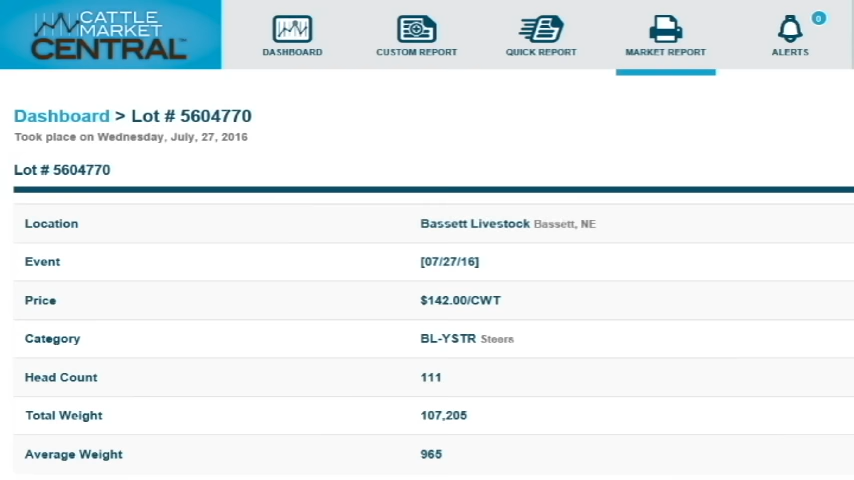 CATTLE
MARKET
CENTRAL™
DASHBOARD
CUSTOM REPORT
QUICK REPORT
MARKET REPORT
0
ALERTS
Dashboard > Lot # 5604770
Took place on Wednesday, July, 27, 2016
Lot # 5604770
Location Bassett Livestock Bassett, NE
Event [07/27/16]
Price $142.00/CWT
Category BL-YSTR Steers
Head Count 111
Total Weight 107,205
Average Weight 965